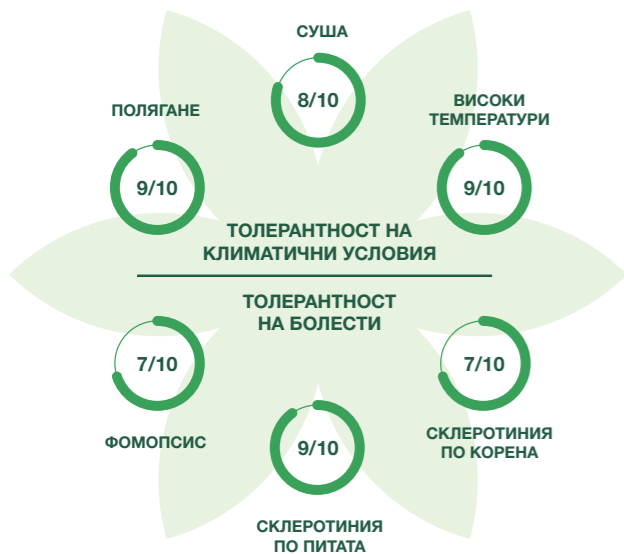 СУША
8/10
ПОЛЯГАНЕ
9/10
ВИСОКИ
ТЕМПЕРАТУРИ
9/10
ТОЛЕРАНТНОСТ НА
КЛИМАТИЧНИ УСЛОВИЯ
ТОЛЕРАНТНОСТ
НА БОЛЕСТИ
7/10
ФОМОПСИС
9/10
СКЛЕРОТИНИЯ
ПО ПИТАТА
7/10
СКЛЕРОТИНИЯ
ПО КОРЕНА